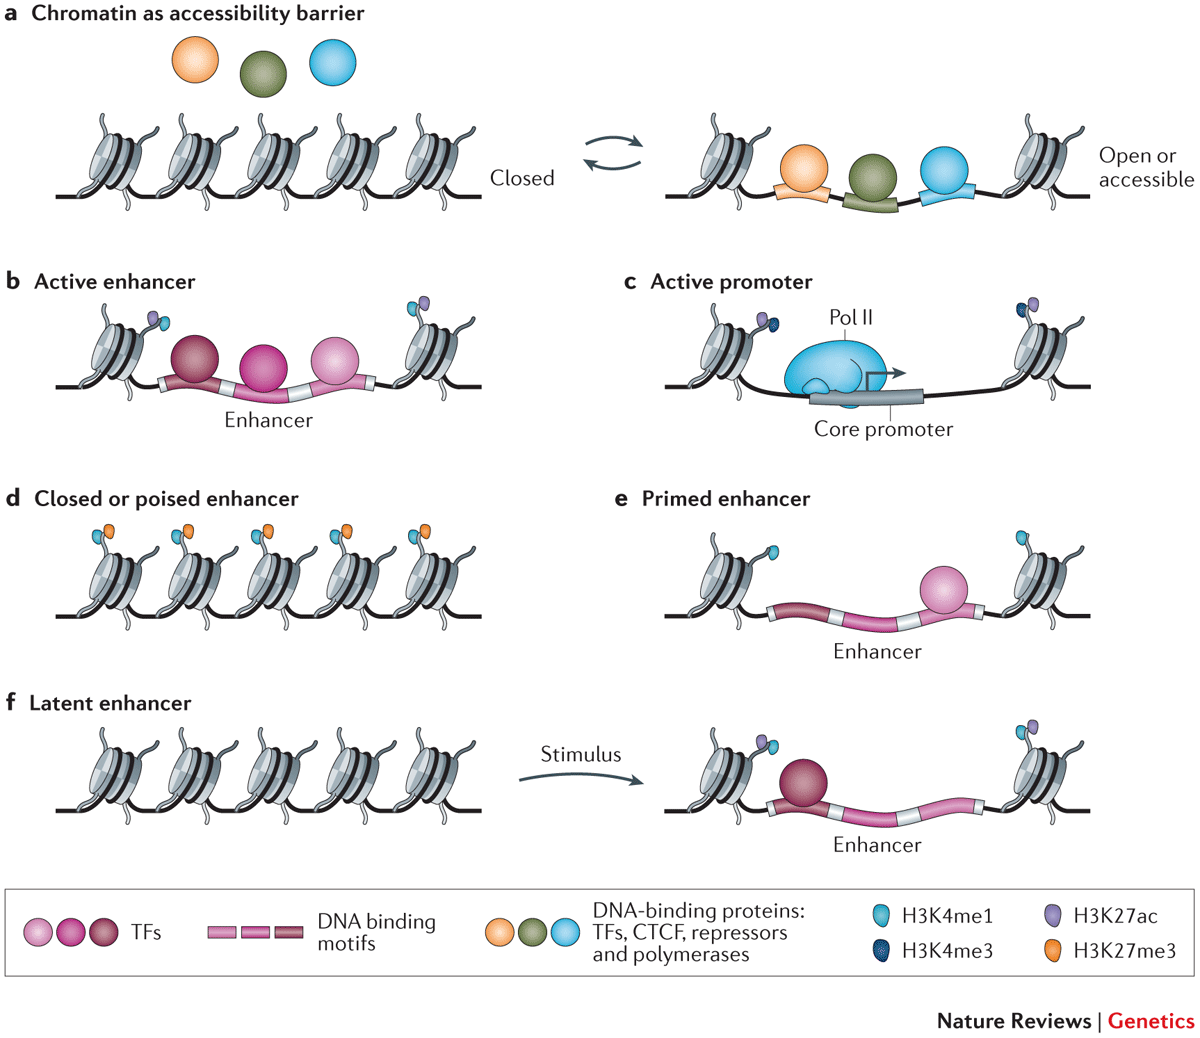 a Chromatin as accessibility barrier
Closed
Open or
accessible
b Active enhancer
Enhancer
c Active promoter
Pol II
Core promoter
d Closed or poised enhancer
e Primed enhancer
Enhancer
f Latent enhancer
Stimulus
Enhancer
TFs
DNA binding
motifs
DNA-binding proteins:
TFs, CTCF, repressors
and polymerases
H3K4me1
H3K4me3
H3K27ac
H3K27me3
Nature Reviews | Genetics